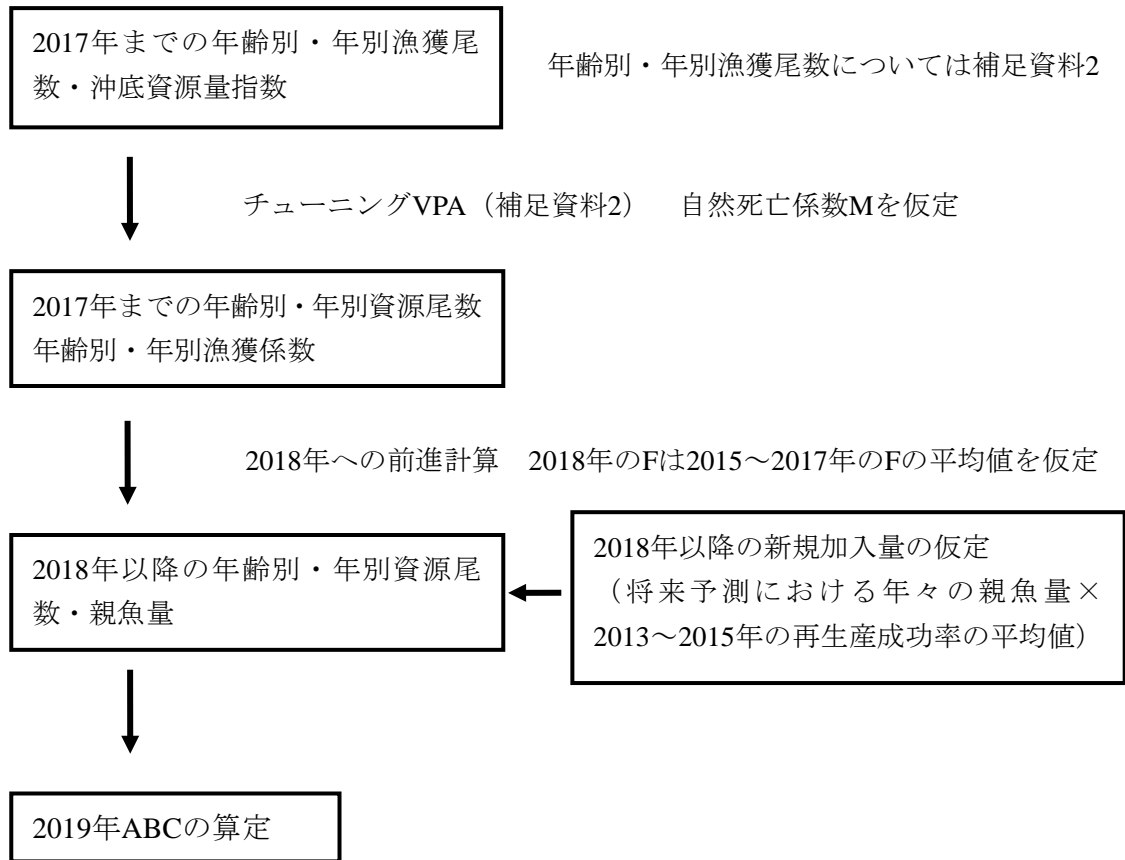 2017年までの年齢別・年別漁獲尾
数・沖底資源量指数
年齢別・年別漁獲尾数については補足資料2
チューニングVPA（補足資料2） 自然死亡係数Mを仮定
2017年までの年齢別・年別資源尾数
年齢別・年別漁獲係数
2018年への前進計算 2018年のFは2015～2017年のFの平均値を仮定
2018年以降の年齢別・年別資源尾
数・親魚量
2018年以降の新規加入量の仮定
（将来予測における年々の親魚量×
2013～2015年の再生産成功率の平均値）
2019年ABCの算定